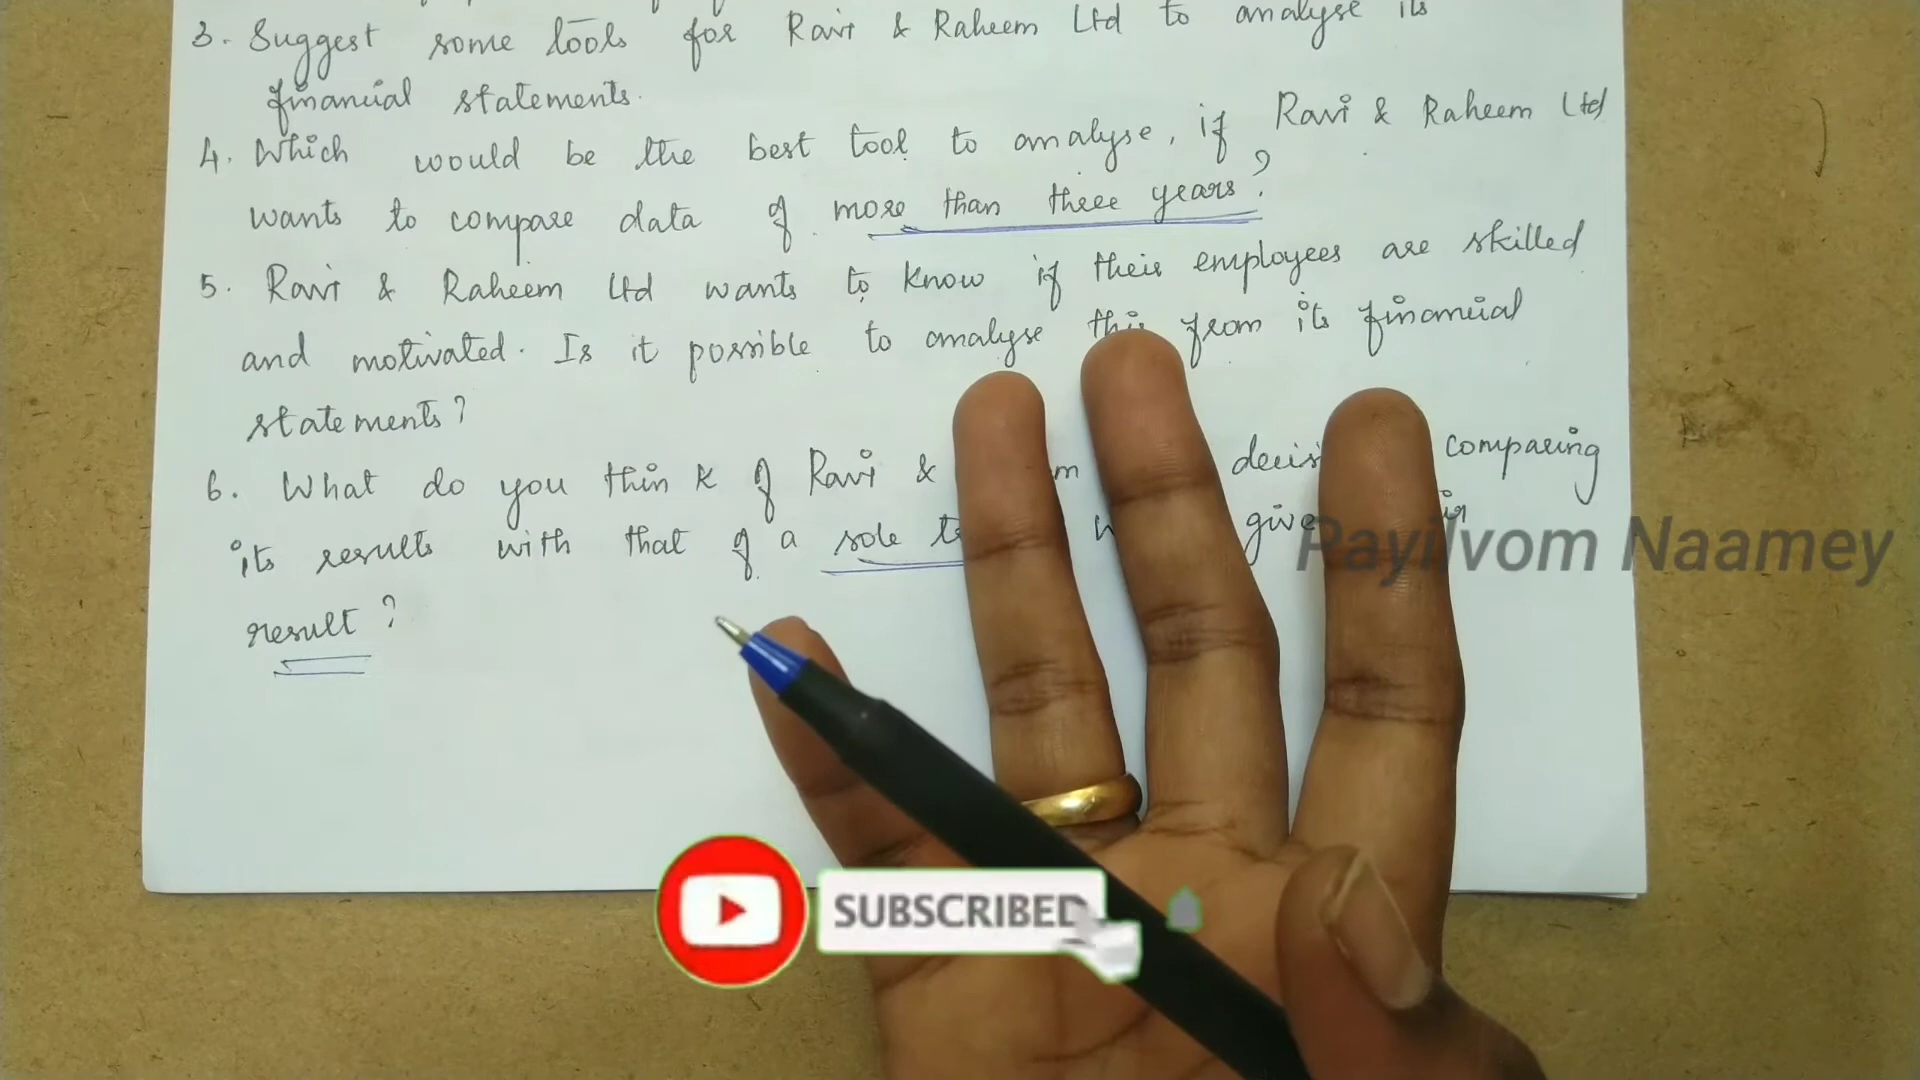 3. Suggest some tools for Ravi & Raheem Ltd to analyse its
financial statements.
4. Which would be the best tool to analyse, if Ravi & Raheem Ltd
wants to compare data of more than three years?
5. Ravi & Raheem Ltd wants to know if their employees are skilled
and motivated. Is it possible to analyse this from its financial
statements?
6. What do you think of Ravi & comparing
its results with that of a sole give
result?
Payilvom Naamey
SUBSCRIBED